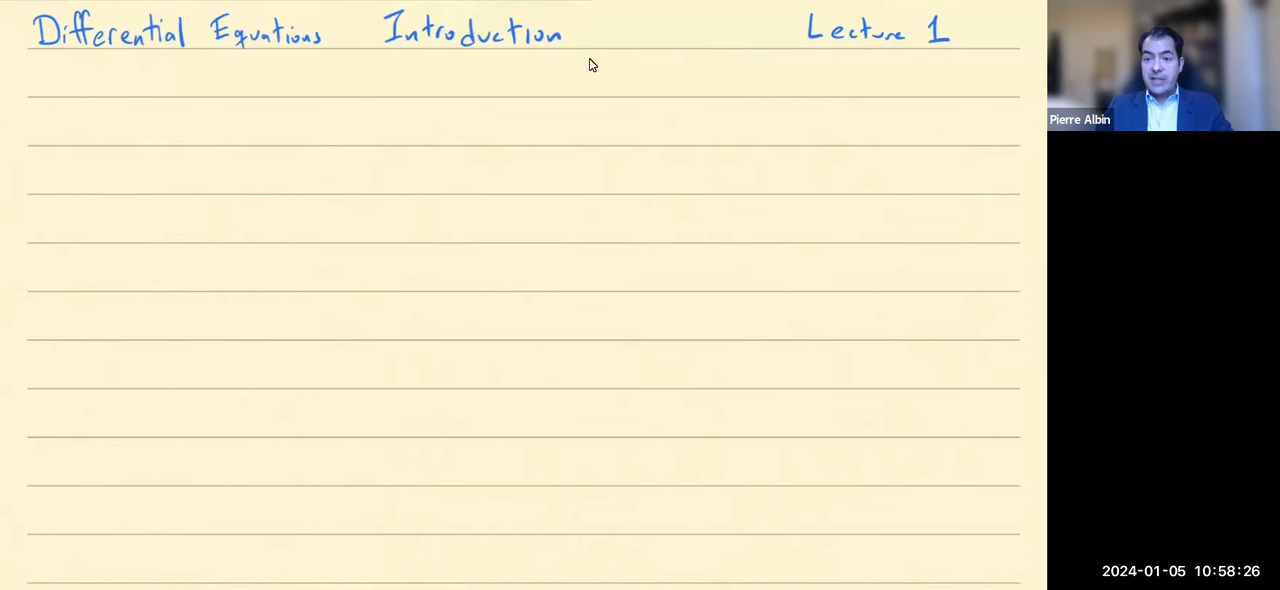 Differential Equations Introduction Lecture 1
Pierre Albin
2024-01-05 10:58:26